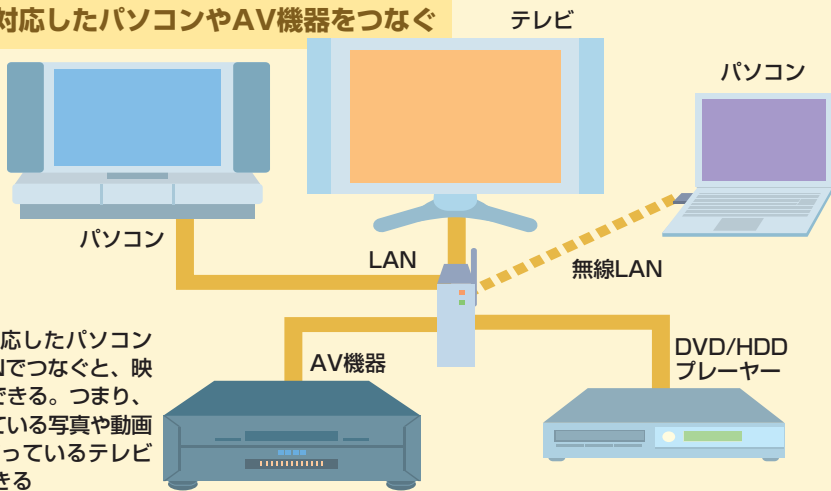 対応したパソコンやAV機器をつなぐ
テレビ
パソコン
パソコン
LAN
無線LAN
AV機器
DVD/HDD
プレーヤー
応したパソコン
Nでつなぐと、映
できる。つまり、
ている写真や動画
っているテレビ
きる